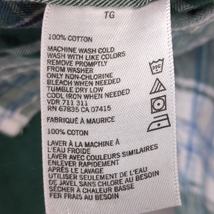 TG
100% COTTON
MACHINE WASH COLD
WASH WITH LIKE COLORS
REMOVE PROMPTLY
FROM WASHER
ONLY NON-CHLORINE
BLEACH WHEN NEEDED
TUMBLE DRY LOW
COOL IRON WHEN NEEDED
VDR 711 311
RN 67835 CA 07415
FABRIQUÉ À MAURICE
100% COTON
LAVER À LA MACHINE À
L'EAU FROIDE
LAVER AVEC COULEURS SIMILAIRES
RETIRER RAPIDEMENT
APRÈS LE LAVAGE
UTILISER SEULEMENT DE L'EAU
DE JAVEL SANS CHLORE AU BESOIN
SÉCHER À CHALEUR BASSE
FER FRAIS AU BESOIN